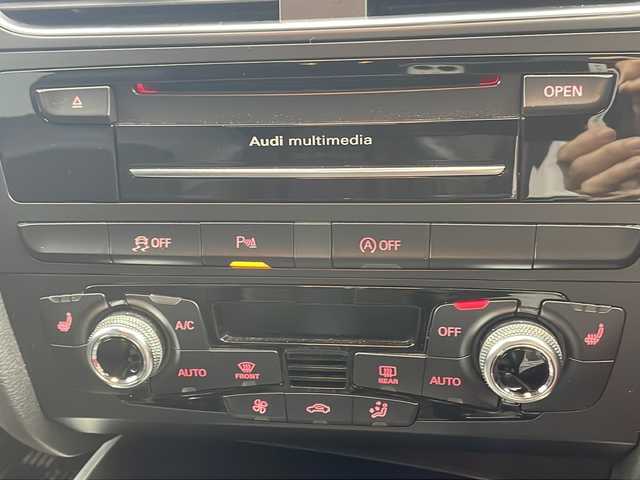 OPEN
Audi multimedia
OFF
P
A OFF
A/C
OFF
AUTO
FRONT
REAR
AUTO